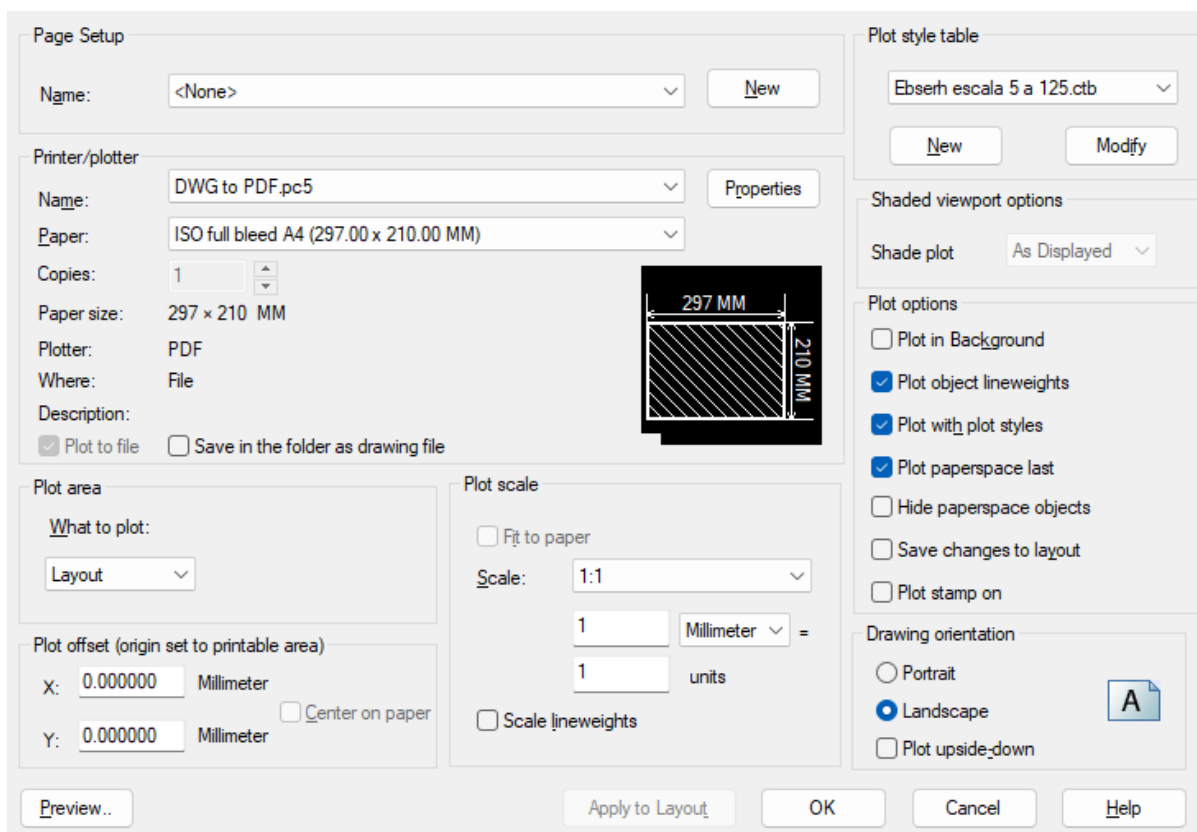 Page Setup
Name:
<None>
New
Printer/plotter
Name:
DWG to PDF.pc5
Properties
Paper:
ISO full bleed A4 (297.00 x 210.00 MM)
Copies:
1
Paper size:
297 × 210 MM
Plotter:
PDF
Where:
File
Description:
Plot to file
Save in the folder as drawing file
297 MM
210 MM
Plot area
What to plot:
Layout
Plot offset (origin set to printable area)
X:
0.000000
Millimeter
Center on paper
Y:
0.000000
Millimeter
Plot scale
Fit to paper
Scale:
1:1
1
Millimeter
=
1
units
Scale lineweights
Plot style table
Ebserh escala 5 a 125.ctb
New
Modify
Shaded viewport options
Shade plot
As Displayed
Plot options
Plot in Background
Plot object lineweights
Plot with plot styles
Plot paperspace last
Hide paperspace objects
Save changes to layout
Plot stamp on
Drawing orientation
Portrait
Landscape
A
Plot upside-down
Preview..
Apply to Layout
OK
Cancel
Help